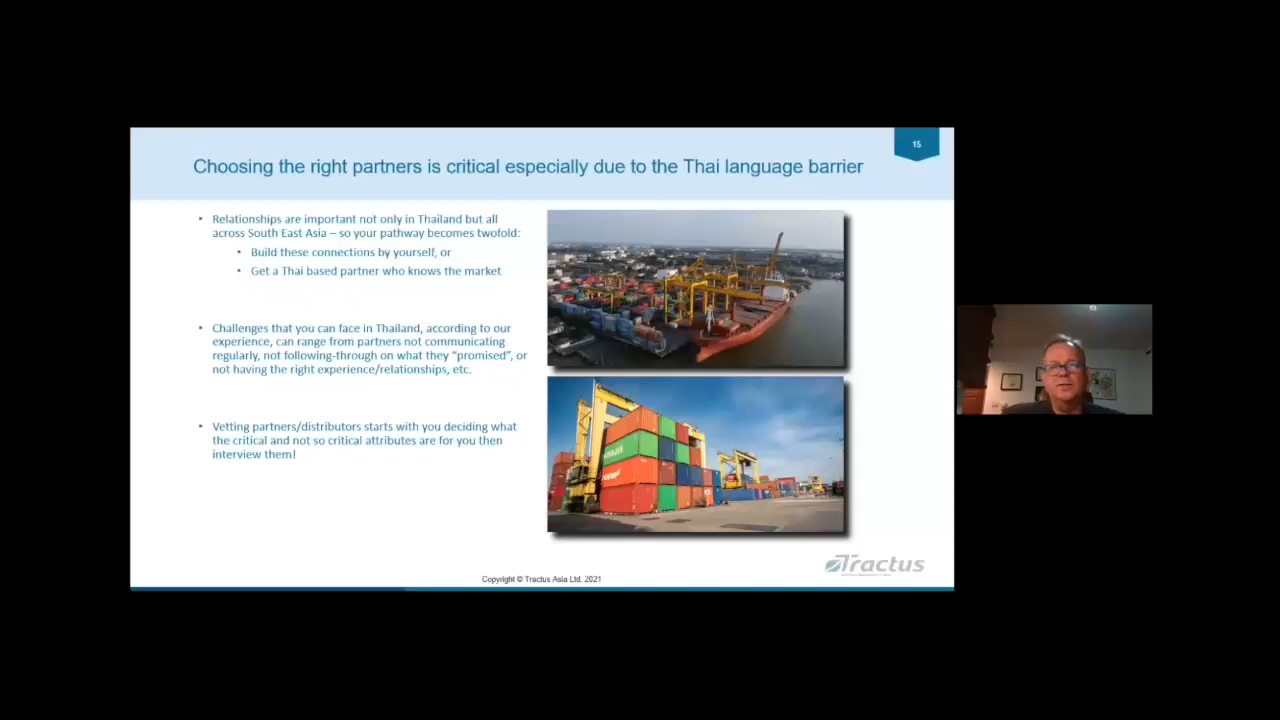 15
Choosing the right partners is critical especially due to the Thai language barrier
• Relationships are important not only in Thailand but all
across South East Asia – so your pathway becomes twofold:
• Build these connections by yourself, or
• Get a Thai based partner who knows the market
• Challenges that you can face in Thailand, according to our
experience, can range from partners not communicating
regularly, not following-through on what they “promised”, or
not having the right experience/relationships, etc.
• Vetting partners/distributors starts with you deciding what
the critical and not so critical attributes are for you then
interview them!
Tractus
Copyright © Tractus Asia Ltd. 2021